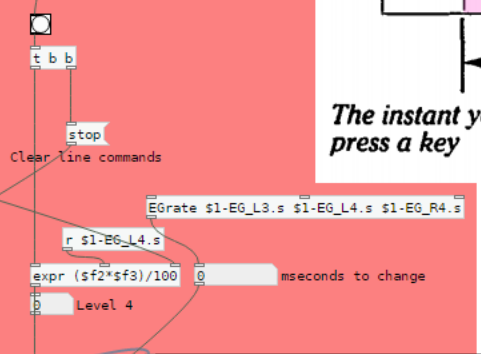 t b b
stop
The instant y
press a key
Clear line commands
EGrate $1-EG_L3.s $1-EG_L4.s $1-EG_R4.s
r $1-EG_L4.s
expr ($f2*$f3)/100
0
mseconds to change
0
Level 4